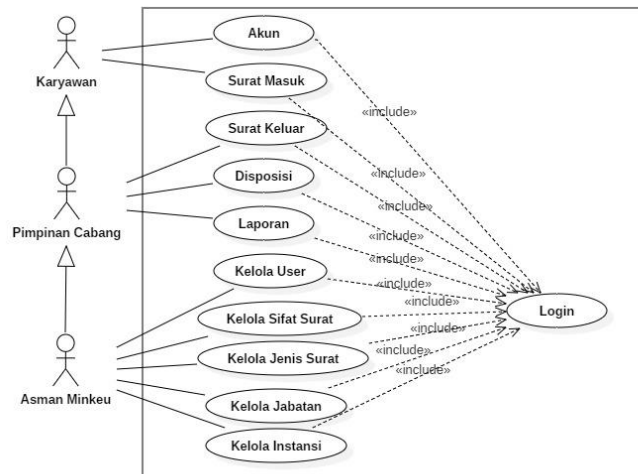 Karyawan
Akun
Surat Masuk
«include»
Surat Keluar
«include»
Pimpinan Cabang
Disposisi
«include»
Laporan
«include»
Kelola User
«include»
Kelola Sifat Surat
«include»
Login
Kelola Jenis Surat
«include»
Asman Minkeu
Kelola Jabatan
«include»
Kelola Instansi
«include»